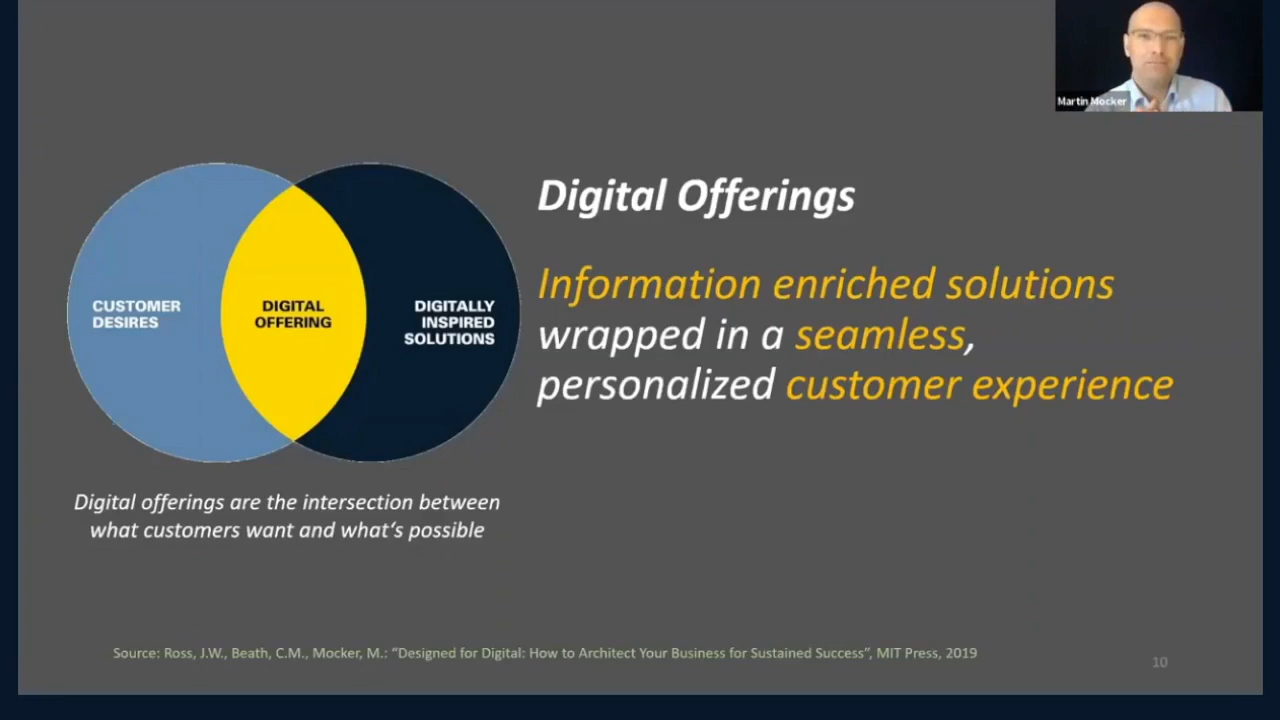 Martin Mocker
Digital Offerings
Information enriched solutions
wrapped in a seamless,
personalized customer experience
CUSTOMER
DESIRES
DIGITAL
OFFERING
DIGITALLY
INSPIRED
SOLUTIONS
Digital offerings are the intersection between
what customers want and what's possible
Source: Ross, J.W., Beath, C.M., Mocker, M.: “Designed for Digital: How to Architect Your Business for Sustained Success”, MIT Press, 2019
10